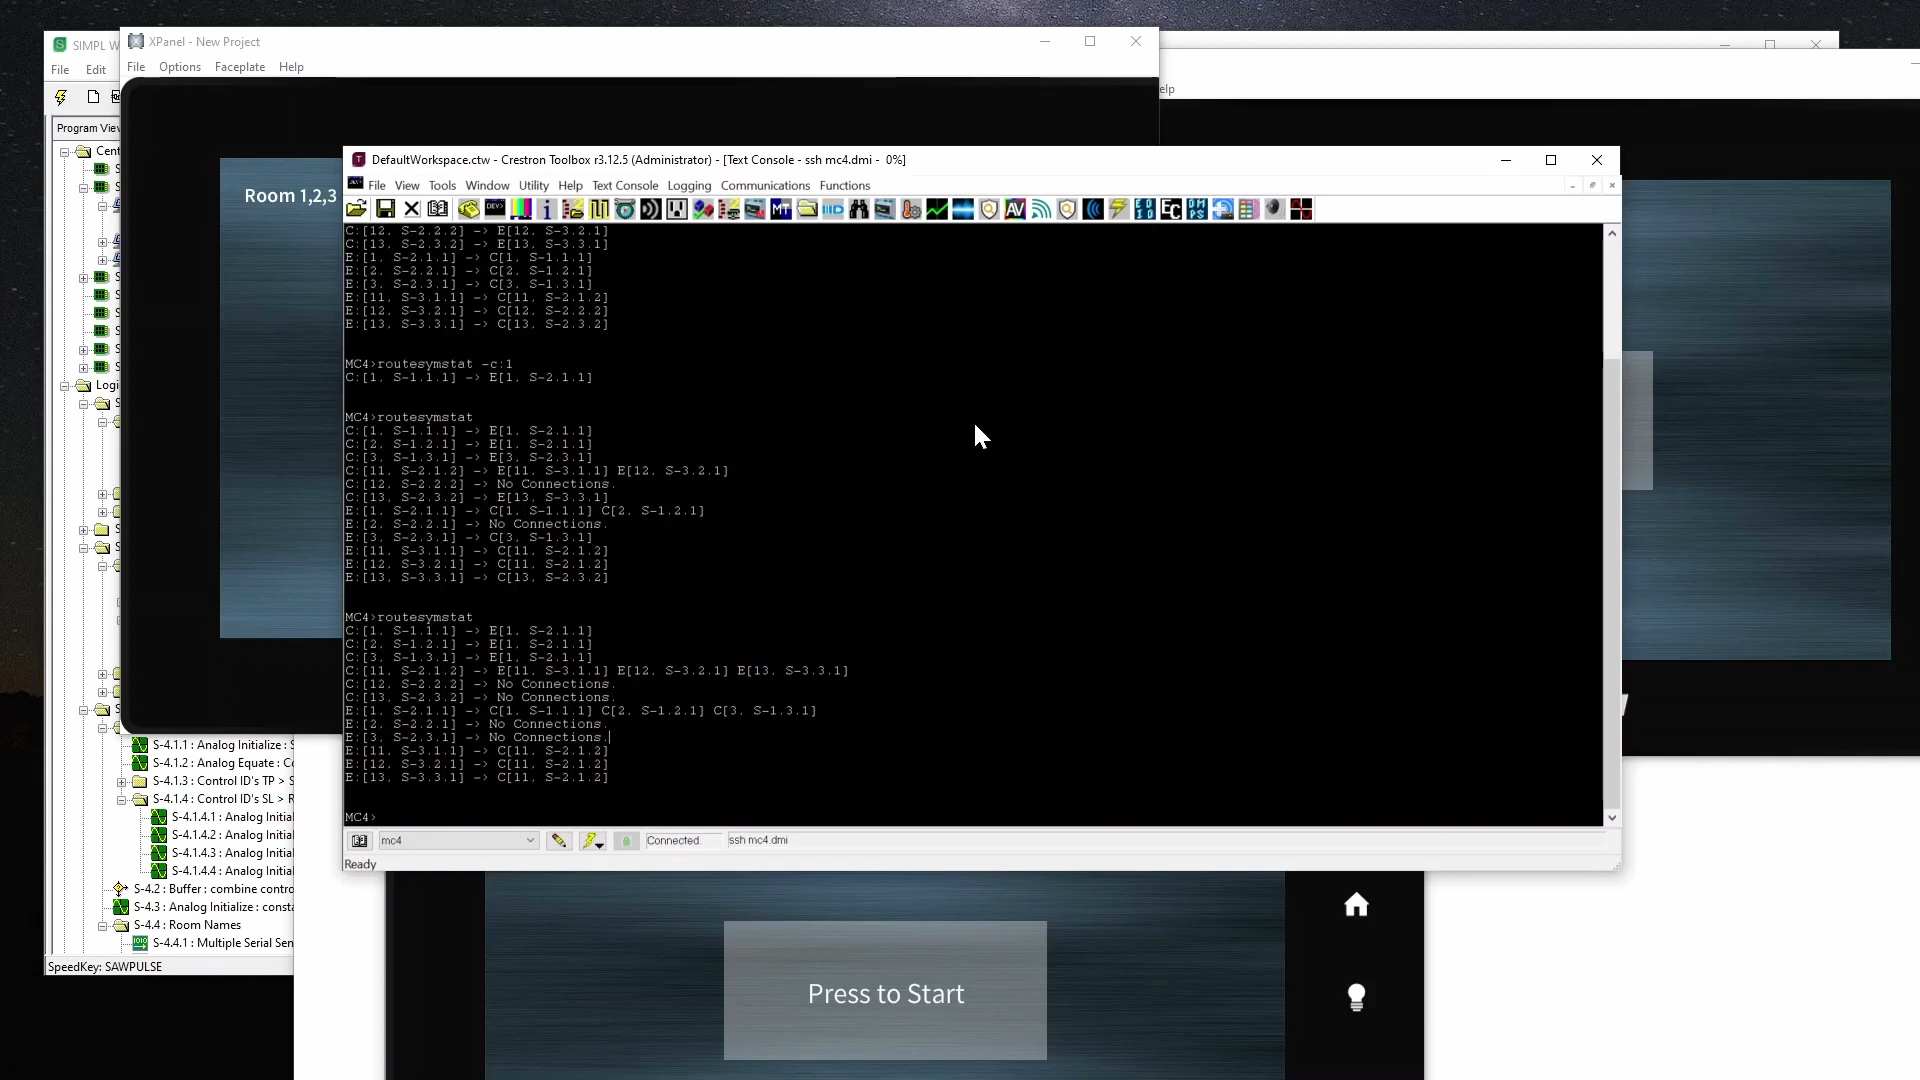 SIMPL W
File Edit
Program View
Cent
Logi
S-4.1.1 : Analog Initialize : S
S-4.1.2 : Analog Equate : Co
S-4.1.3 : Control ID's TP > S
S-4.1.4 : Control ID's SL > R
S-4.1.4.1 : Analog Initia
S-4.1.4.2 : Analog Initia
S-4.1.4.3 : Analog Initia
S-4.1.4.4 : Analog Initia
S-4.2 : Buffer : combine contro
S-4.3 : Analog Initialize : consta
S-4.4 : Room Names
S-4.4.1 : Multiple Serial Sen
SpeedKey: SAWPULSE
XPanel - New Project
File Options Faceplate Help
Room 1,2,3
elp
DefaultWorkspace.ctw - Crestron Toolbox r3.12.5 (Administrator) - [Text Console - ssh mc4.dmi - 0%]
File View Tools Window Utility Help Text Console Logging Communications Functions
C:[12, S-2.2.2] -> E[12, S-3.2.1]
C:[13, S-2.3.2] -> E[13, S-3.3.1]
E:[1, S-2.1.1] -> C[1, S-1.1.1]
E:[2, S-2.2.1] -> C[2, S-1.2.1]
E:[3, S-2.3.1] -> C[3, S-1.3.1]
E:[11, S-3.1.1] -> C[11, S-2.1.2]
E:[12, S-3.2.1] -> C[12, S-2.2.2]
E:[13, S-3.3.1] -> C[13, S-2.3.2]
MC4>routesymstat -c:1
C:[1, S-1.1.1] -> E[1, S-2.1.1]
MC4>routesymstat
C:[1, S-1.1.1] -> E[1, S-2.1.1]
C:[2, S-1.2.1] -> E[1, S-2.1.1]
C:[3, S-1.3.1] -> E[3, S-2.3.1]
C:[11, S-2.1.2] -> E[11, S-3.1.1] E[12, S-3.2.1]
C:[12, S-2.2.2] -> No Connections.
C:[13, S-2.3.2] -> E[13, S-3.3.1]
E:[1, S-2.1.1] -> C[1, S-1.1.1] C[2, S-1.2.1]
E:[2, S-2.2.1] -> No Connections.
E:[3, S-2.3.1] -> C[3, S-1.3.1]
E:[11, S-3.1.1] -> C[11, S-2.1.2]
E:[12, S-3.2.1] -> C[11, S-2.1.2]
E:[13, S-3.3.1] -> C[13, S-2.3.2]
MC4>routesymstat
C:[1, S-1.1.1] -> E[1, S-2.1.1]
C:[2, S-1.2.1] -> E[1, S-2.1.1]
C:[3, S-1.3.1] -> E[1, S-2.1.1]
C:[11, S-2.1.2] -> E[11, S-3.1.1] E[12, S-3.2.1] E[13, S-3.3.1]
C:[12, S-2.2.2] -> No Connections.
C:[13, S-2.3.2] -> No Connections.
E:[1, S-2.1.1] -> C[1, S-1.1.1] C[2, S-1.2.1] C[3, S-1.3.1]
E:[2, S-2.2.1] -> No Connections.
E:[3, S-2.3.1] -> No Connections.
E:[11, S-3.1.1] -> C[11, S-2.1.2]
E:[12, S-3.2.1] -> C[11, S-2.1.2]
E:[13, S-3.3.1] -> C[11, S-2.1.2]
MC4>
mc4 Connected. ssh mc4.dmi
Ready
Press to Start